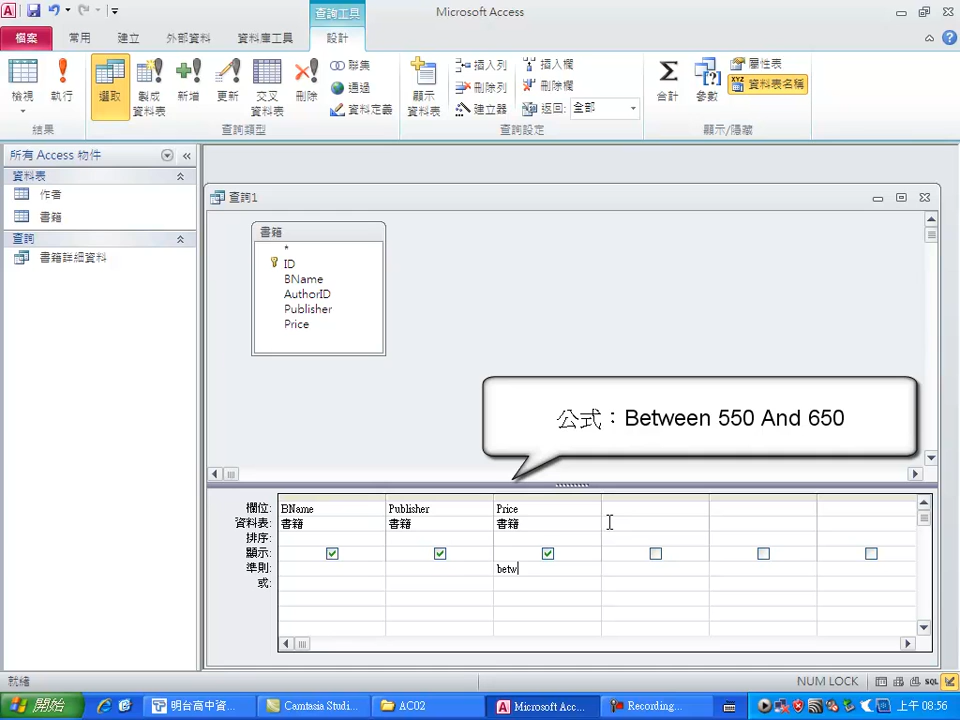 查詢工具
Microsoft Access
檔案
常用
建立
外部資料
資料庫工具
設計
檢視
執行
選取
製成
資料表
新增
更新
交叉
資料表
刪除
聯集
通過
資料定義
顯示
資料表
插入列
刪除列
建立器
插入欄
刪除欄
返回:
全部
合計
參數
屬性表
資料表名稱
結果
查詢類型
查詢設定
顯示/隱藏
所有 Access 物件
資料表
作者
書籍
查詢
書籍詳細資料
查詢1
書籍
*
ID
BName
AuthorID
Publisher
Price
公式：Between 550 And 650
欄位: BName Publisher Price
資料表: 書籍 書籍 書籍
排序:
顯示:
準則: betw
或:
就緒
NUM LOCK
SQL
開始
明台高中資...
Camtasia Studi...
AC02
Microsoft Acc...
Recording...
上午 08:56